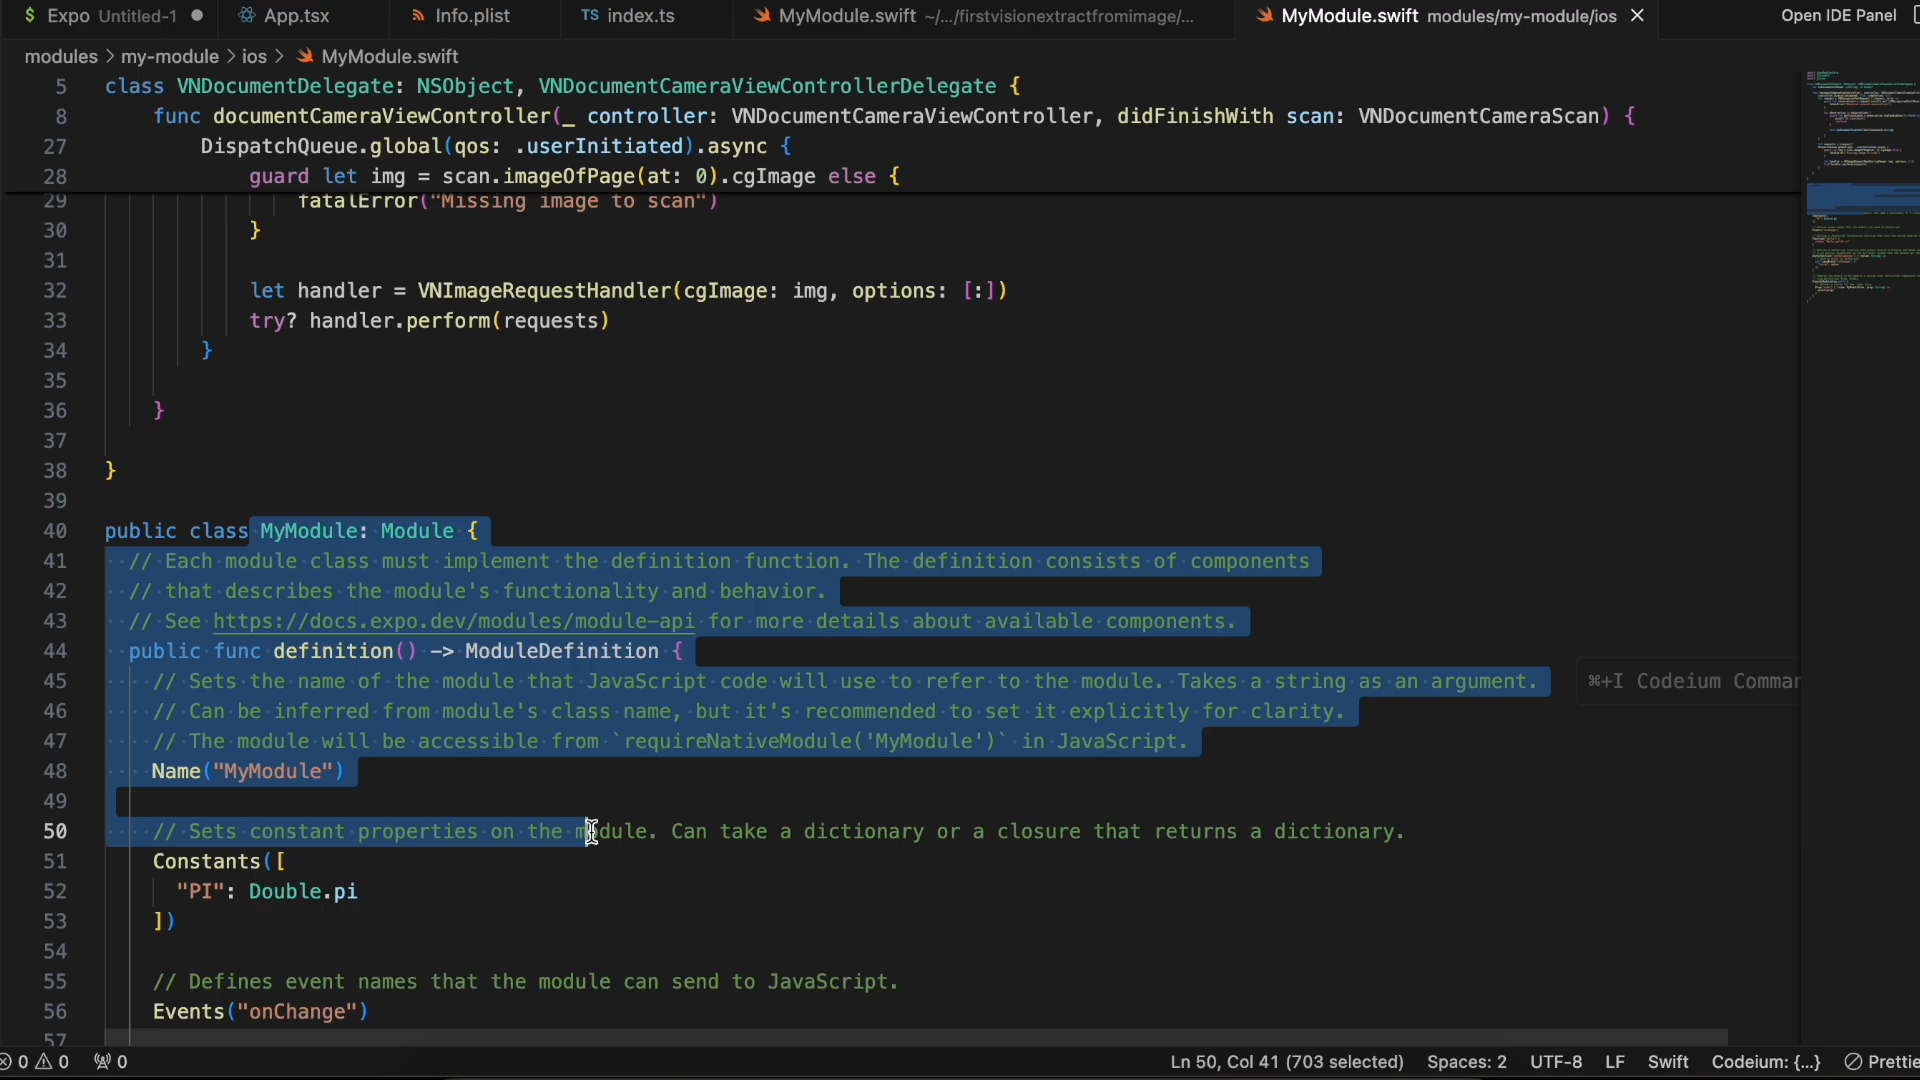 $ Expo Untitled-1 ● App.tsx Info.plist TS index.ts MyModule.swift ~/.../firstvisionextractfromimage/... MyModule.swift modules/my-module/ios × Open IDE Panel
modules > my-module > ios > MyModule.swift
5 class VNDocumentDelegate: NSObject, VNDocumentCameraViewControllerDelegate {
8 func documentCameraViewController(_ controller: VNDocumentCameraViewController, didFinishWith scan: VNDocumentCameraScan) {
27 DispatchQueue.global(qos: .userInitiated).async {
28 guard let img = scan.imageOfPage(at: 0).cgImage else {
29 fatalError("Missing image to scan")
30 }
31
32 let handler = VNImageRequestHandler(cgImage: img, options: [:])
33 try? handler.perform(requests)
34 }
35
36 }
37
38 }
39
40 public class MyModule: Module {
41 // Each module class must implement the definition function. The definition consists of components
42 // that describes the module's functionality and behavior.
43 // See https://docs.expo.dev/modules/module-api for more details about available components.
44 public func definition() -> ModuleDefinition {
45 // Sets the name of the module that JavaScript code will use to refer to the module. Takes a string as an argument. ⌘+I Codeium Comman
46 // Can be inferred from module's class name, but it's recommended to set it explicitly for clarity.
47 // The module will be accessible from `requireNativeModule('MyModule')` in JavaScript.
48 Name("MyModule")
49
50 // Sets constant properties on the module. Can take a dictionary or a closure that returns a dictionary.
51 Constants([
52 "PI": Double.pi
53 ])
54
55 // Defines event names that the module can send to JavaScript.
56 Events("onChange")
57
0 0 0 Ln 50, Col 41 (703 selected) Spaces: 2 UTF-8 LF Swift Codeium: {...} Prettie